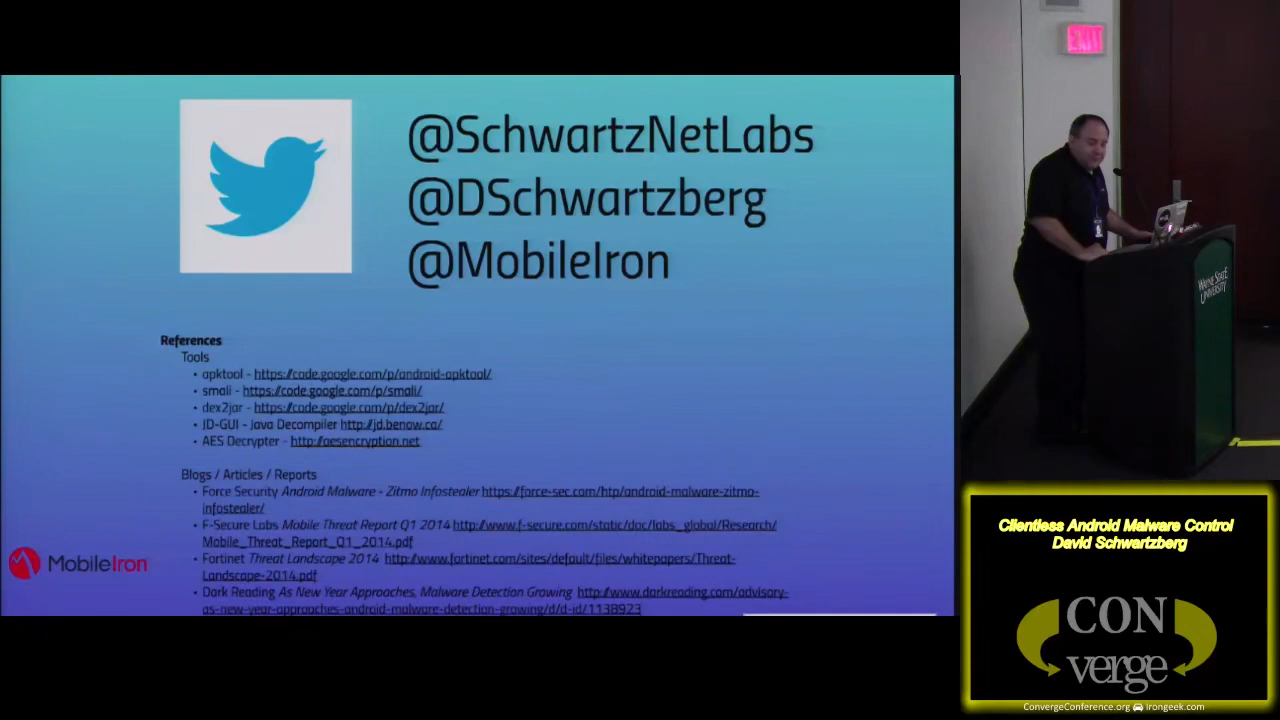 EXIT
@SchwartzNetLabs
@DSchwartzberg
@MobileIron
WAYNE STATE
UNIVERSITY
References
Tools
• apktool - https://code.google.com/p/android-apktool/
• smali - https://code.google.com/p/smali/
• dex2jar - https://code.google.com/p/dex2jar/
• JD-GUI - Java Decompiler http://jd.benow.ca/
• AES Decrypter - http://aesencryption.net
Blogs / Articles / Reports
• Force Security Android Malware - Zitmo Infostealer https://force-sec.com/htp/android-malware-zitmo-
infostealer/
• F-Secure Labs Mobile Threat Report Q1 2014 http://www.f-secure.com/static/doc/labs_global/Research/
Mobile_Threat_Report_Q1_2014.pdf
• Fortinet Threat Landscape 2014 http://www.fortinet.com/sites/default/files/whitepapers/Threat-
Landscape-2014.pdf
• Dark Reading As New Year Approaches, Malware Detection Growing http://www.darkreading.com/advisory-
as-new-year-approaches-android-malware-detection-growing/d/d-id/1138923
MobileIron
Clientless Android Malware Control
David Schwartzberg
CON
verge
ConvergeConference.org Irongeek.com